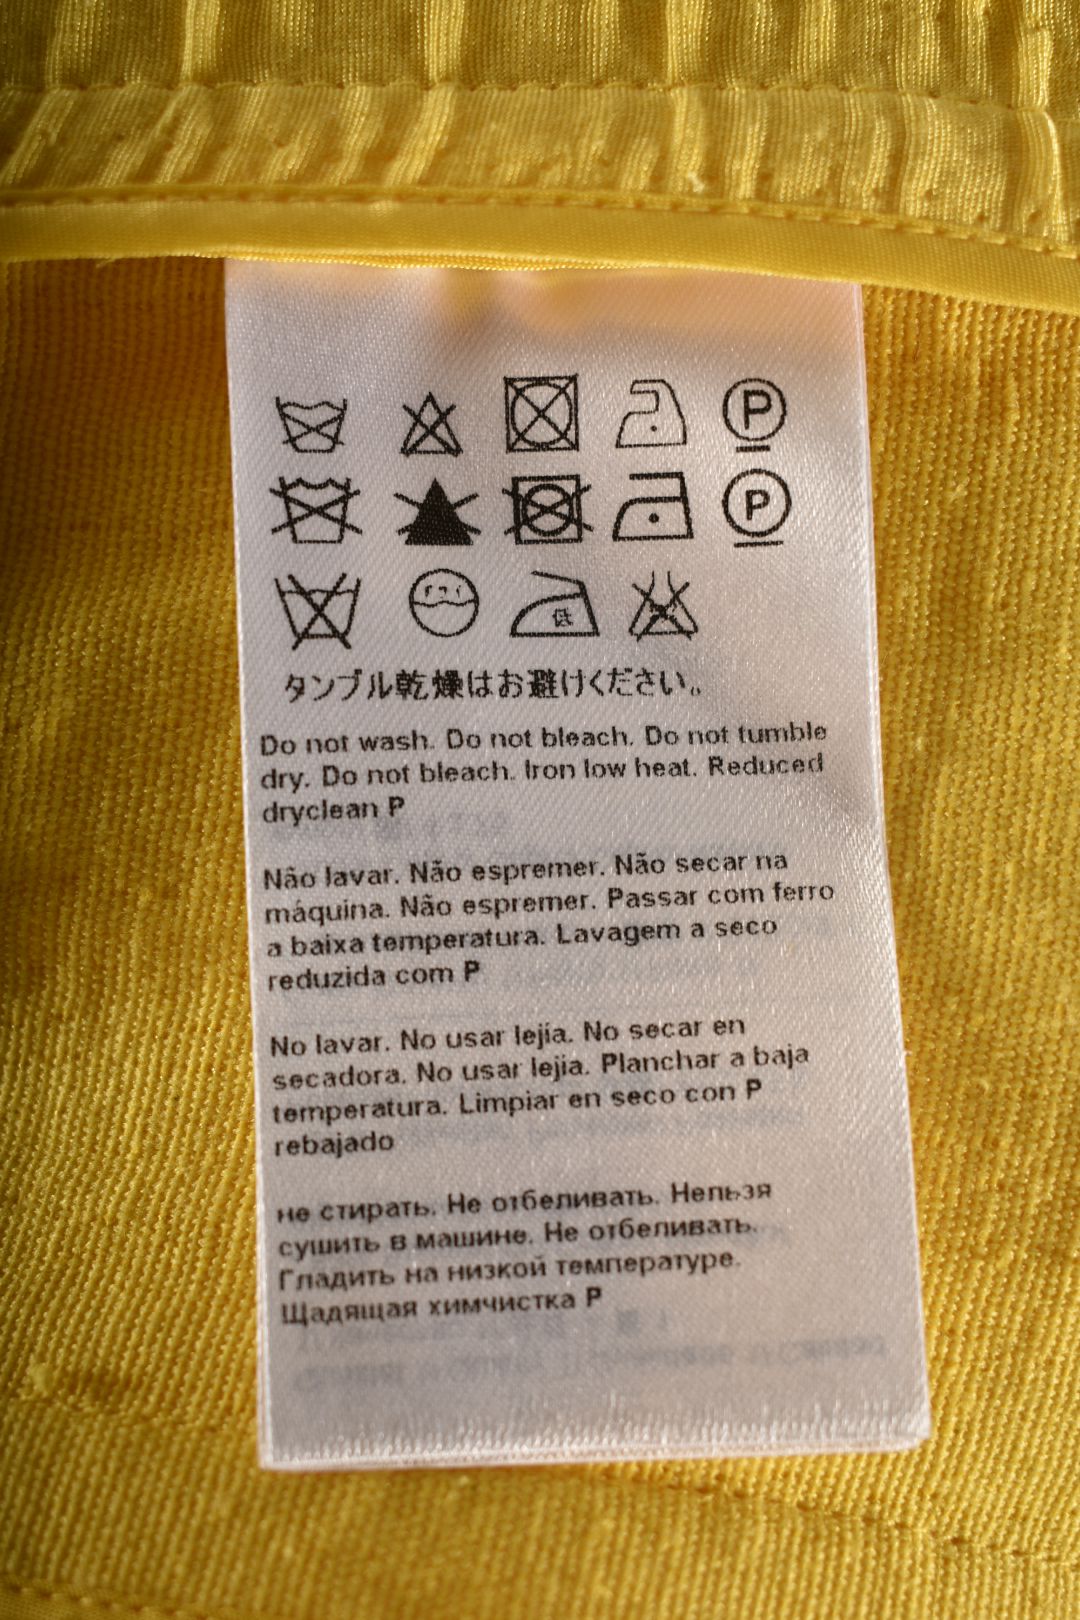 P
P
低
タンブル乾燥はお避けください。
Do not wash. Do not bleach. Do not tumble
dry. Do not bleach. Iron low heat. Reduced
dryclean P
Não lavar. Não espremer. Não secar na
máquina. Não espremer. Passar com ferro
a baixa temperatura. Lavagem a seco
reduzida com P
No lavar. No usar lejía. No secar en
secadora. No usar lejia. Planchar a baja
temperatura. Limpiar en seco con P
rebajado
не стирать. Не отбеливать. Нельзя
сушить в машине. Не отбеливать.
Гладить на низкой температуре.
Щадящая химчистка P